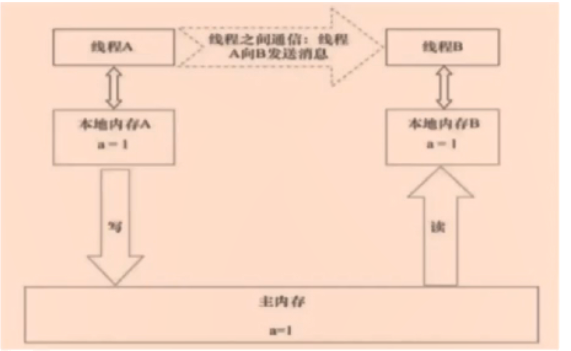 线程A
线程之间通信：线程
A向B发送消息
线程B
本地内存A
a = 1
本地内存B
a = 1
写
读
主内存
a=1